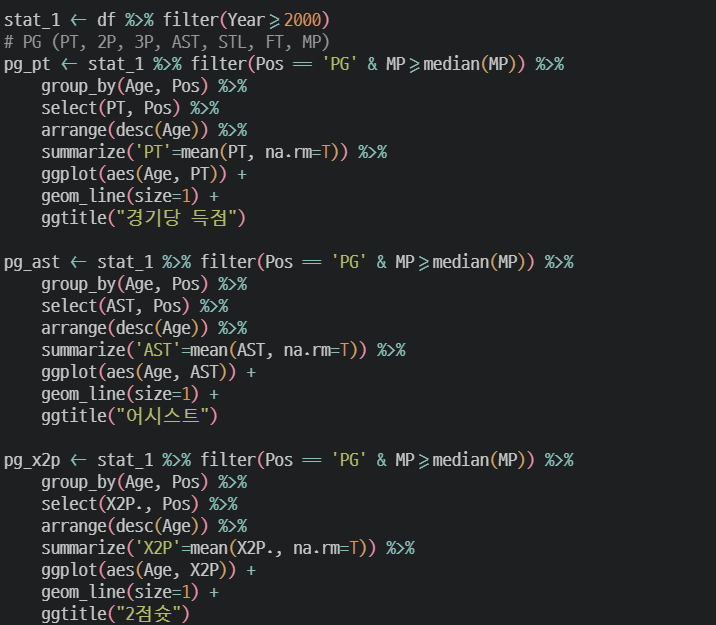 stat_1 <- df %>% filter(Year>=2000)
# PG (PT, 2P, 3P, AST, STL, FT, MP)
pg_pt <- stat_1 %>% filter(Pos == 'PG' & MP>=median(MP)) %>%
    group_by(Age, Pos) %>%
    select(PT, Pos) %>%
    arrange(desc(Age)) %>%
    summarize('PT'=mean(PT, na.rm=T)) %>%
    ggplot(aes(Age, PT)) +
    geom_line(size=1) +
    ggtitle("경기당 득점")

pg_ast <- stat_1 %>% filter(Pos == 'PG' & MP>=median(MP)) %>%
    group_by(Age, Pos) %>%
    select(AST, Pos) %>%
    arrange(desc(Age)) %>%
    summarize('AST'=mean(AST, na.rm=T)) %>%
    ggplot(aes(Age, AST)) +
    geom_line(size=1) +
    ggtitle("어시스트")

pg_x2p <- stat_1 %>% filter(Pos == 'PG' & MP>=median(MP)) %>%
    group_by(Age, Pos) %>%
    select(X2P., Pos) %>%
    arrange(desc(Age)) %>%
    summarize('X2P'=mean(X2P., na.rm=T)) %>%
    ggplot(aes(Age, X2P)) +
    geom_line(size=1) +
    ggtitle("2점슛")